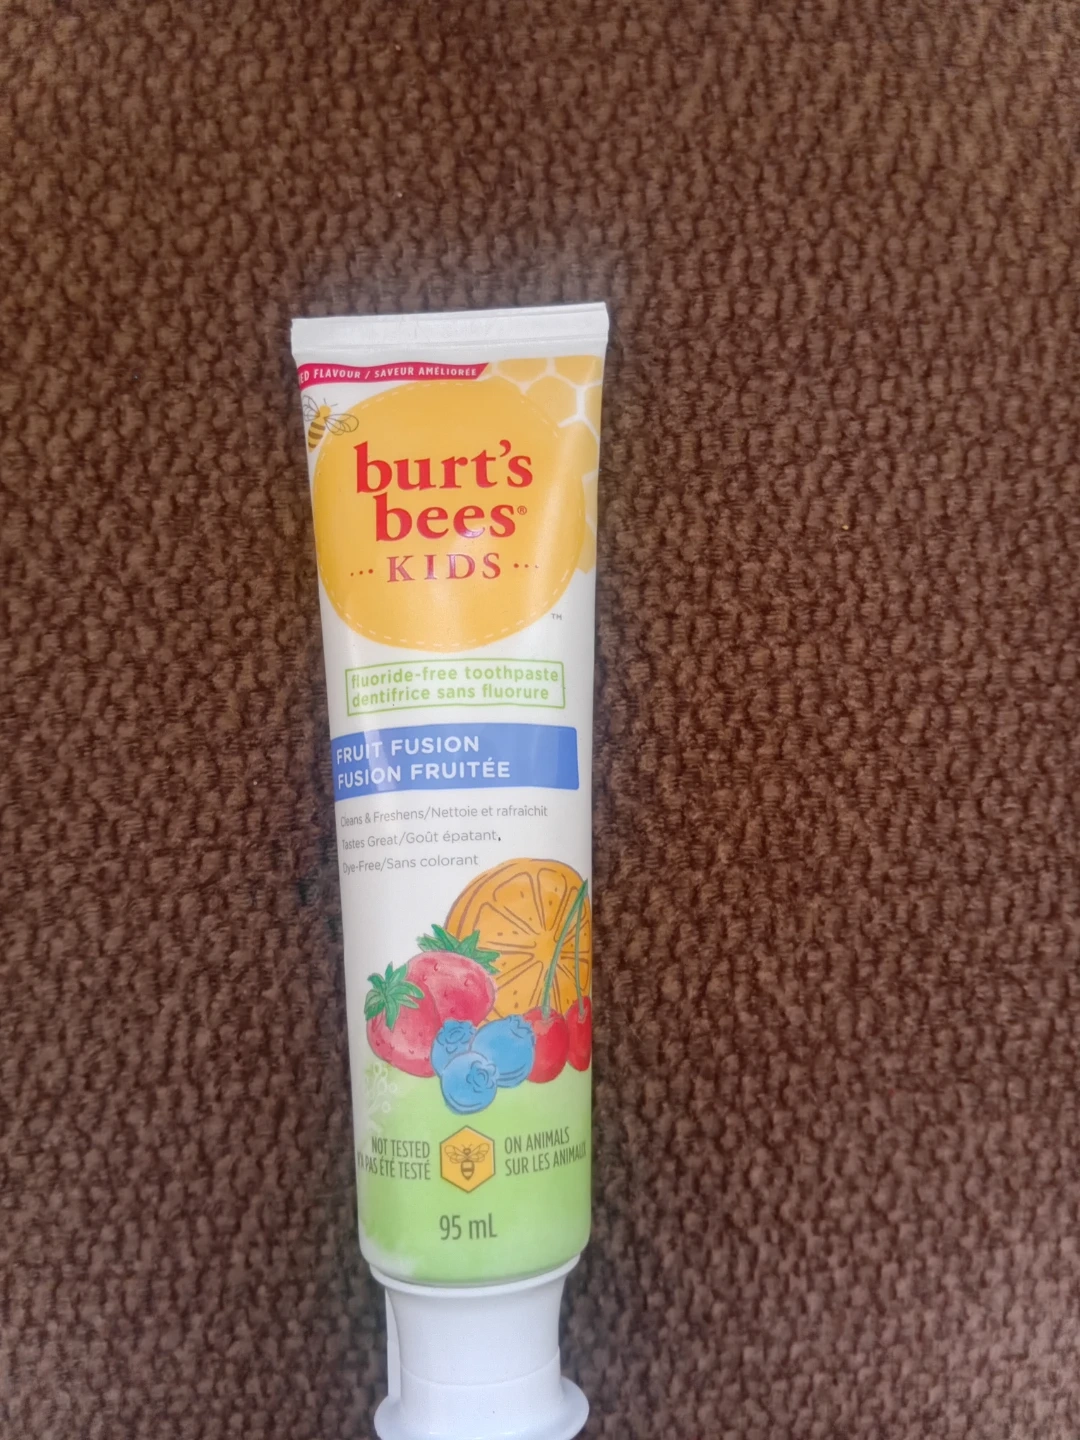 FLAVOUR / SAVEUR AMÉLIORÉE
burt's
bees®
··· KIDS ···
™
fluoride-free toothpaste
dentifrice sans fluorure
FRUIT FUSION
FUSION FRUITÉE
Cleans & Freshens/Nettoie et rafraîchit
Tastes Great/Goût épatant,
Dye-Free/Sans colorant
NOT TESTED ON ANIMALS
PAS ÉTÉ TESTÉ SUR LES ANIMAUX
95 mL